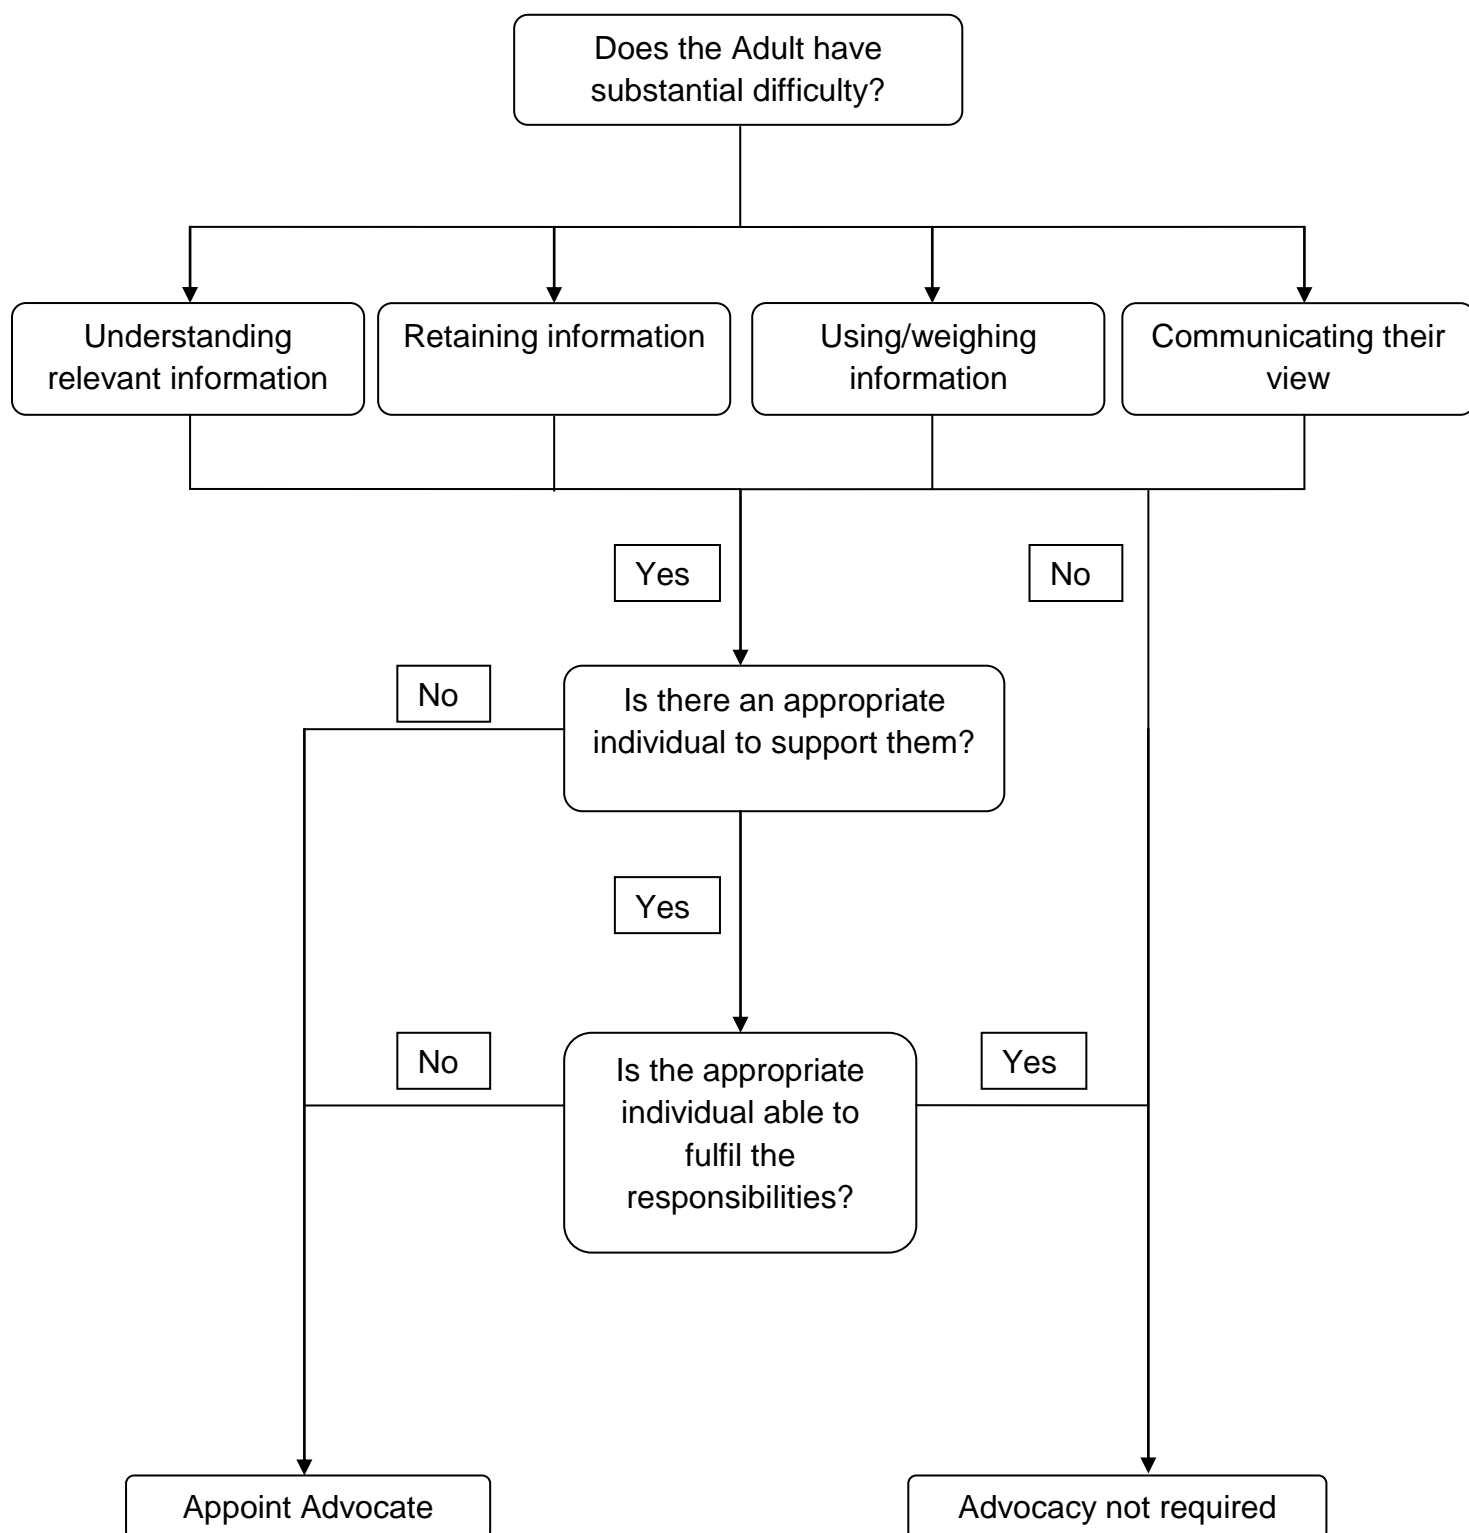 Does the Adult have
substantial difficulty?
Understanding
relevant information
Retaining information
Using/weighing
information
Communicating their
view
Yes
No
No
Is there an appropriate
individual to support them?
Yes
No
Is the appropriate
individual able to
fulfil the
responsibilities?
Yes
Appoint Advocate
Advocacy not required